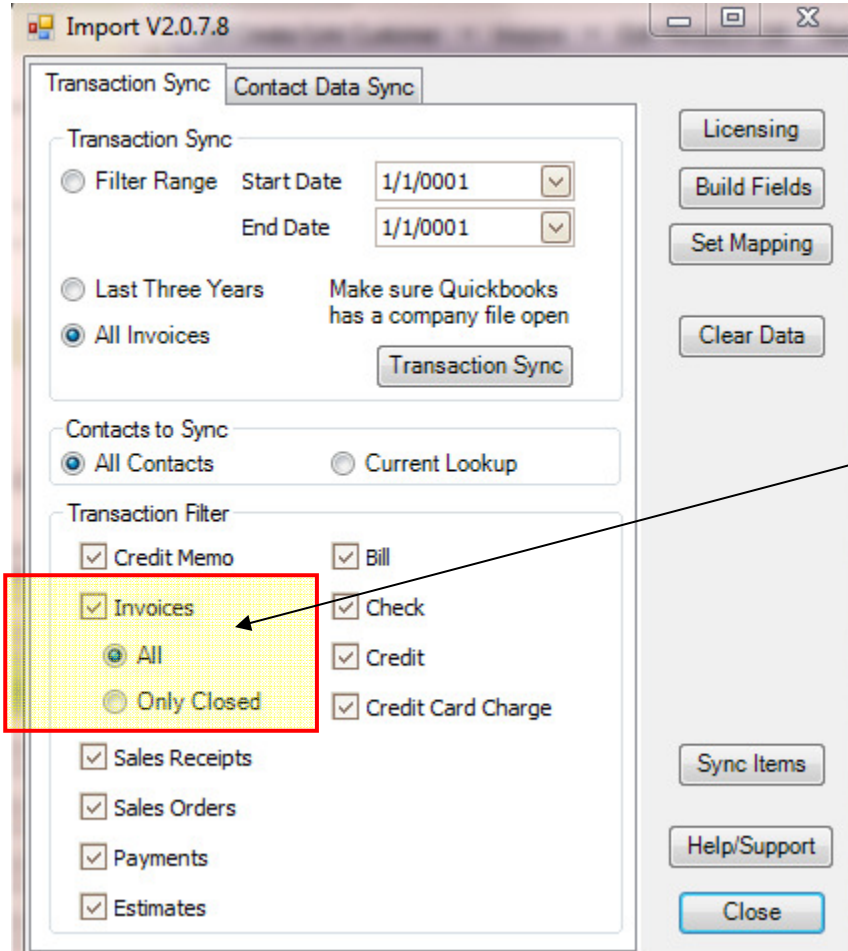 Import V2.0.7.8
Transaction Sync
Contact Data Sync
Transaction Sync
Filter Range Start Date 1/1/0001
End Date 1/1/0001
Last Three Years
Make sure Quickbooks
has a company file open
All Invoices
Transaction Sync
Contacts to Sync
All Contacts
Current Lookup
Transaction Filter
Credit Memo
Bill
Invoices
Check
All
Credit
Only Closed
Credit Card Charge
Sales Receipts
Sales Orders
Payments
Estimates
Licensing
Build Fields
Set Mapping
Clear Data
Sync Items
Help/Support
Close